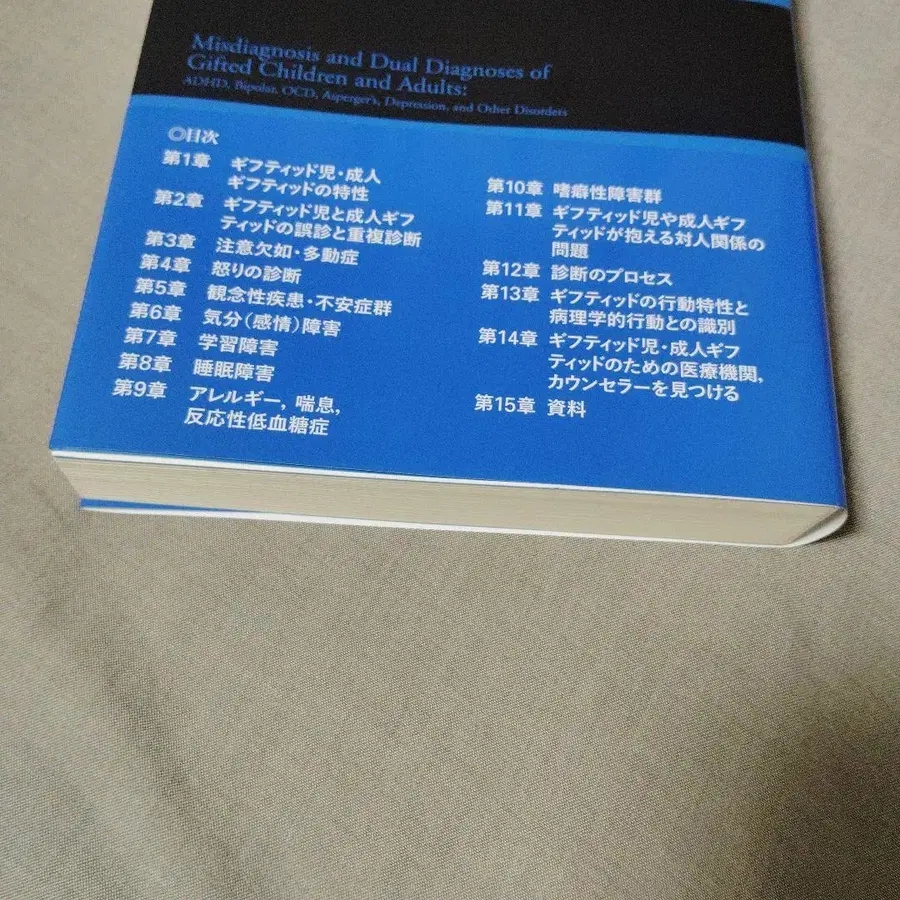 Misdiagnosis and Dual Diagnoses of
Gifted Children and Adults:
ADHD, Bipolar, OCD, Asperger's, Depression, and Other Disorders
◎目次
第1章 ギフティッド児・成人
ギフティッドの特性
第2章 ギフティッド児と成人ギフ
ティッドの誤診と重複診断
第3章 注意欠如・多動症
第4章 怒りの診断
第5章 観念性疾患・不安症群
第6章 気分(感情)障害
第7章 学習障害
第8章 睡眠障害
第9章 アレルギー,喘息,
反応性低血糖症
第10章 嗜癖性障害群
第11章 ギフティッド児や成人ギフ
ティッドが抱える対人関係の
問題
第12章 診断のプロセス
第13章 ギフティッドの行動特性と
病理学的行動との識別
第14章 ギフティッド児・成人ギフ
ティッドのための医療機関,
カウンセラーを見つける
第15章 資料